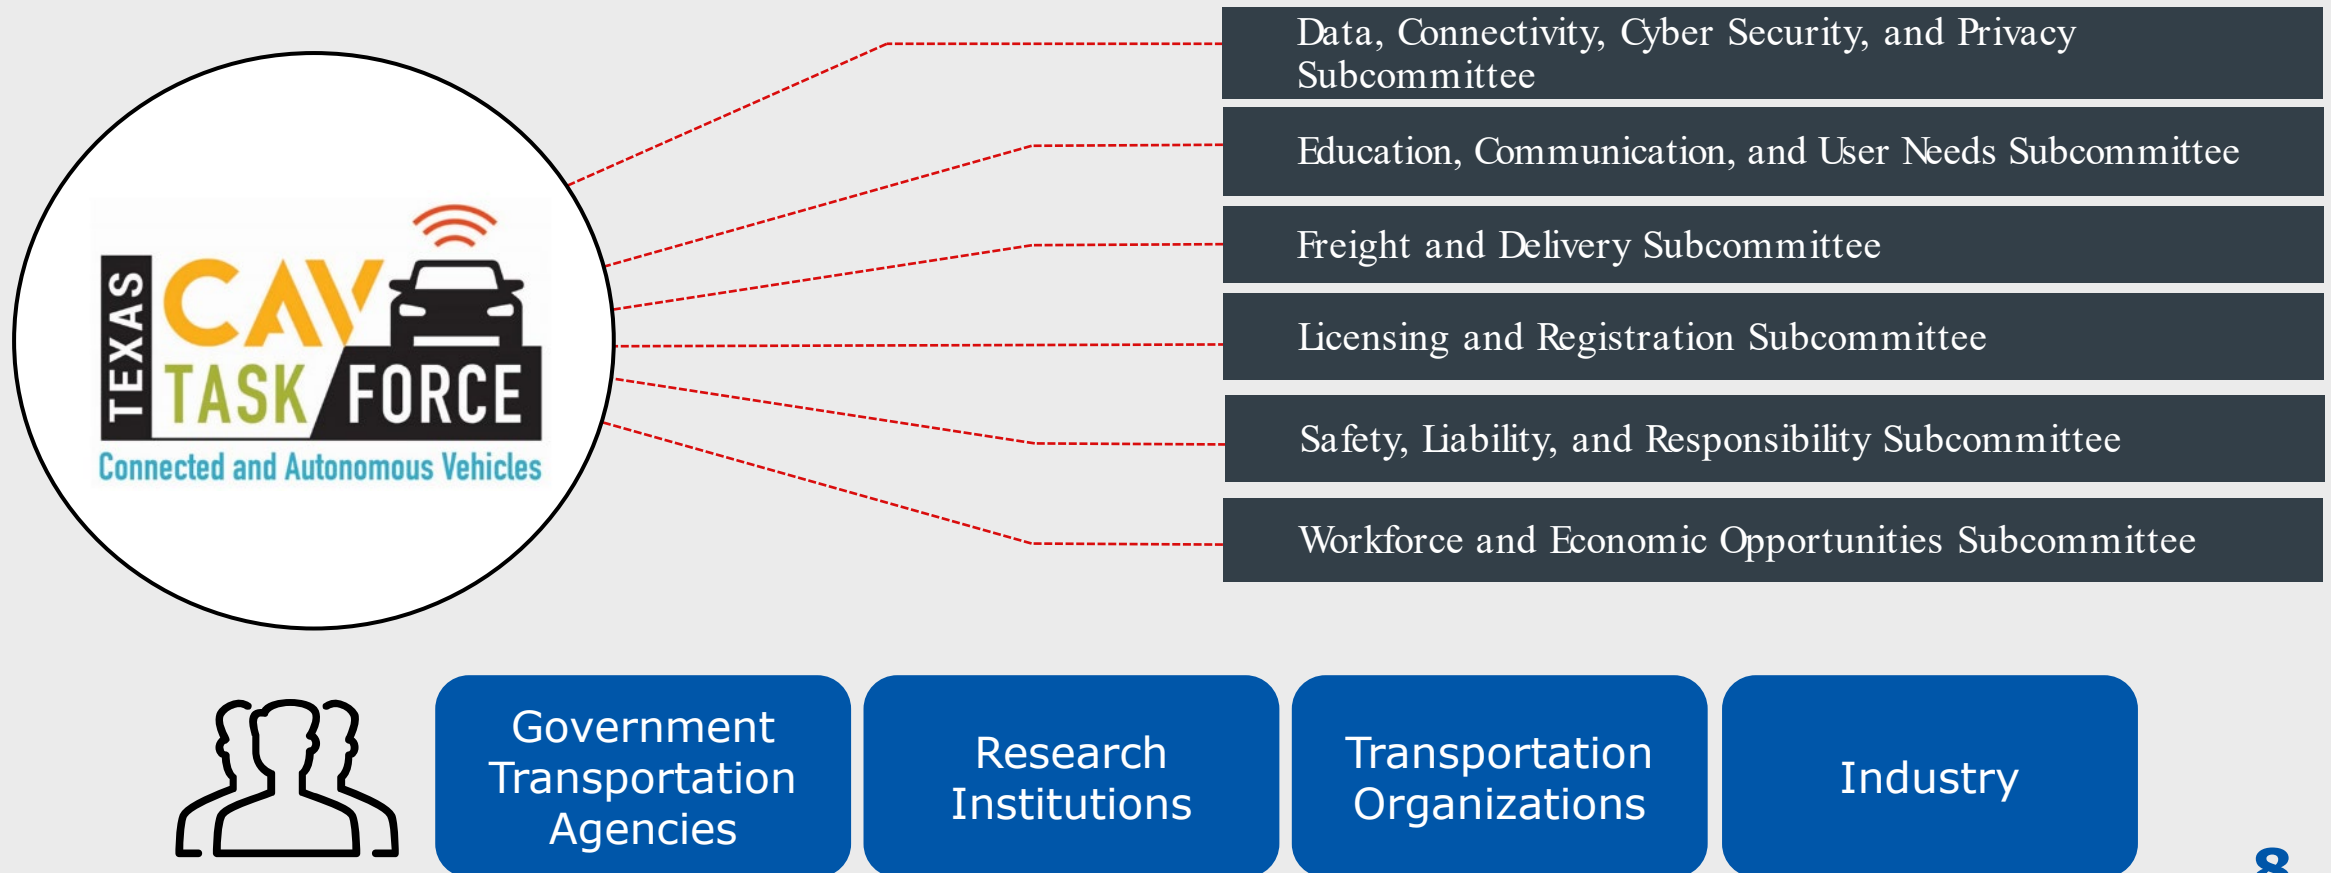 TEXAS
CAV
TASK FORCE
Connected and Autonomous Vehicles
Data, Connectivity, Cyber Security, and Privacy
Subcommittee
Education, Communication, and User Needs Subcommittee
Freight and Delivery Subcommittee
Licensing and Registration Subcommittee
Safety, Liability, and Responsibility Subcommittee
Workforce and Economic Opportunities Subcommittee
Government
Transportation
Agencies
Research
Institutions
Transportation
Organizations
Industry
8